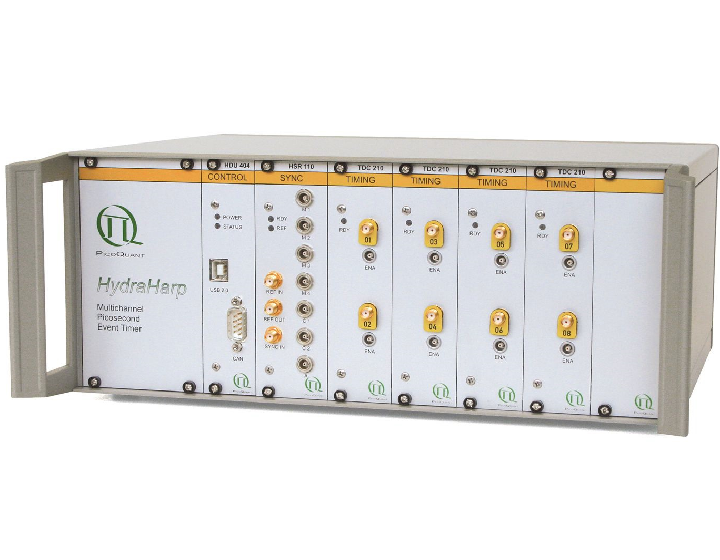 HDU 404
HSR 110
TDC 210
TDC 210
TDC 210
TDC 210
CONTROL
SYNC
TIMING
TIMING
TIMING
TIMING
PICOQUANT
HydraHarp
Multichannel
Picosecond
Event Timer
POWER
STATUS
USB 2.0
RDY
REF
M 2
REF IN
REF OUT
SYNC IN
RDY
01
ENA
02
ENA
RDY
03
ENA
04
ENA
RDY
05
ENA
06
ENA
RDY
07
ENA
08
ENA